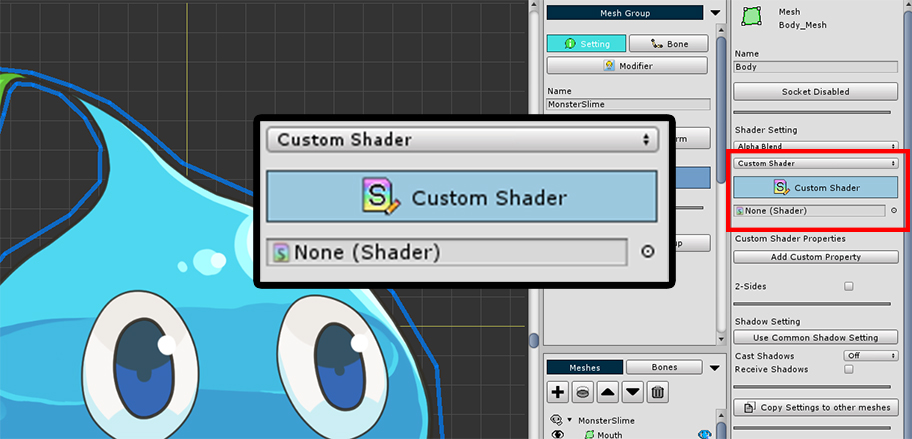 Mesh Group
Setting
Bone
Modifier
Name
MonsterSlime
Meshes
Bones
MonsterSlime
Mouth
Custom Shader
Custom Shader
None (Shader)
Mesh
Body_Mesh
Name
Body
Socket Disabled
Shader Setting
Alpha Blend
Custom Shader
Custom Shader
None (Shader)
Custom Shader Properties
Add Custom Property
2-Sides
Shadow Setting
Use Common Shadow Setting
Cast Shadows Off
Receive Shadows
Copy Settings to other meshes